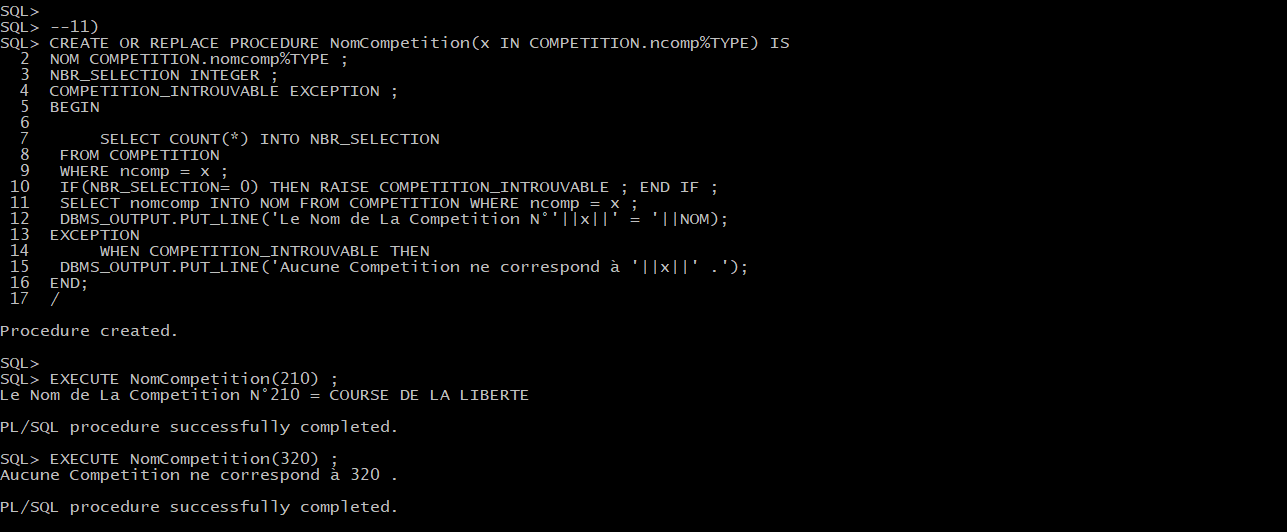 SQL>
SQL> --11)
SQL> CREATE OR REPLACE PROCEDURE NomCompetition(x IN COMPETITION.ncomp%TYPE) IS
  2  NOM COMPETITION.nomcomp%TYPE ;
  3  NBR_SELECTION INTEGER ;
  4  COMPETITION_INTROUVABLE EXCEPTION ;
  5  BEGIN
  6
  7       SELECT COUNT(*) INTO NBR_SELECTION
  8   FROM COMPETITION
  9   WHERE ncomp = x ;
 10   IF(NBR_SELECTION= 0) THEN RAISE COMPETITION_INTROUVABLE ; END IF ;
 11   SELECT nomcomp INTO NOM FROM COMPETITION WHERE ncomp = x ;
 12   DBMS_OUTPUT.PUT_LINE('Le Nom de La Competition N°'||x||' = '||NOM);
 13  EXCEPTION
 14       WHEN COMPETITION_INTROUVABLE THEN
 15   DBMS_OUTPUT.PUT_LINE('Aucune Competition ne correspond à '||x||' .');
 16  END;
 17  /
Procedure created.
SQL>
SQL> EXECUTE NomCompetition(210) ;
Le Nom de La Competition N°210 = COURSE DE LA LIBERTE
PL/SQL procedure successfully completed.
SQL> EXECUTE NomCompetition(320) ;
Aucune Competition ne correspond à 320 .
PL/SQL procedure successfully completed.